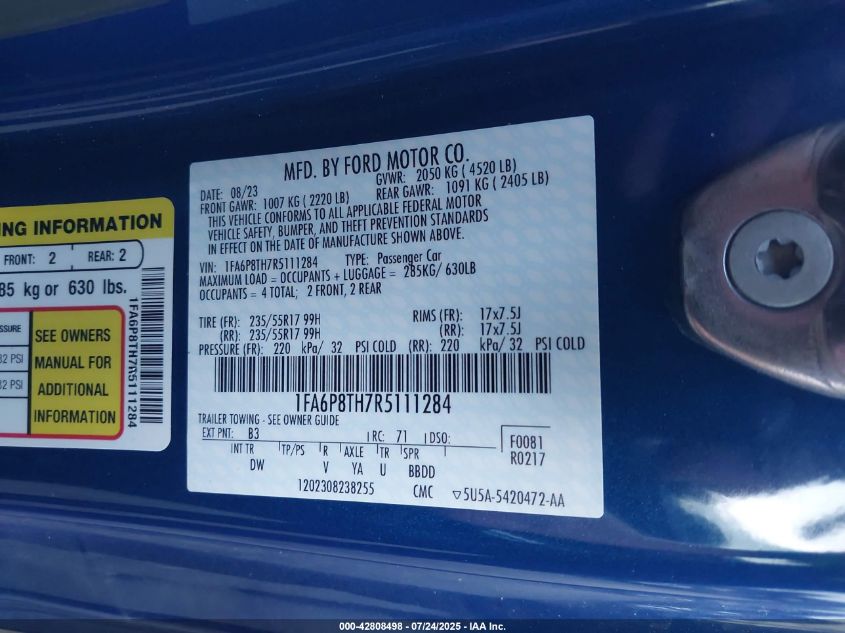 NG INFORMATION
FRONT: 2 REAR: 2
85 kg or 630 lbs.
SSURE
32 PSI
32 PSI
SEE OWNERS
MANUAL FOR
ADDITIONAL
INFORMATION
1FA6P8TH7R5111284
MFD. BY FORD MOTOR CO.
DATE: 08/23 GVWR: 2050 KG ( 4520 LB)
FRONT GAWR: 1007 KG ( 2220 LB) REAR GAWR: 1091 KG ( 2405 LB)
THIS VEHICLE CONFORMS TO ALL APPLICABLE FEDERAL MOTOR
VEHICLE SAFETY, BUMPER, AND THEFT PREVENTION STANDARDS
IN EFFECT ON THE DATE OF MANUFACTURE SHOWN ABOVE.
VIN: 1FA6P8TH7R5111284 TYPE: Passenger Car
MAXIMUM LOAD = OCCUPANTS + LUGGAGE = 285KG/ 630LB
OCCUPANTS = 4 TOTAL; 2 FRONT, 2 REAR
TIRE (FR): 235/55R17 99H RIMS (FR): 17x7.5J
(RR): 235/55R17 99H (RR): 17x7.5J
PRESSURE (FR): 220 kPa/ 32 PSI COLD (RR): 220 kPa/ 32 PSI COLD
1FA6P8TH7R5111284
TRAILER TOWING - SEE OWNER GUIDE
EXT PNT: B3 RC: 71 DSO: F0081
INT TR TP/PS R AXLE TR SPR R0217
DW V YA U BBDD
1202308238255 CMC ▽5U5A-5420472-AA
000-42808498 - 07/24/2025 - IAA Inc.